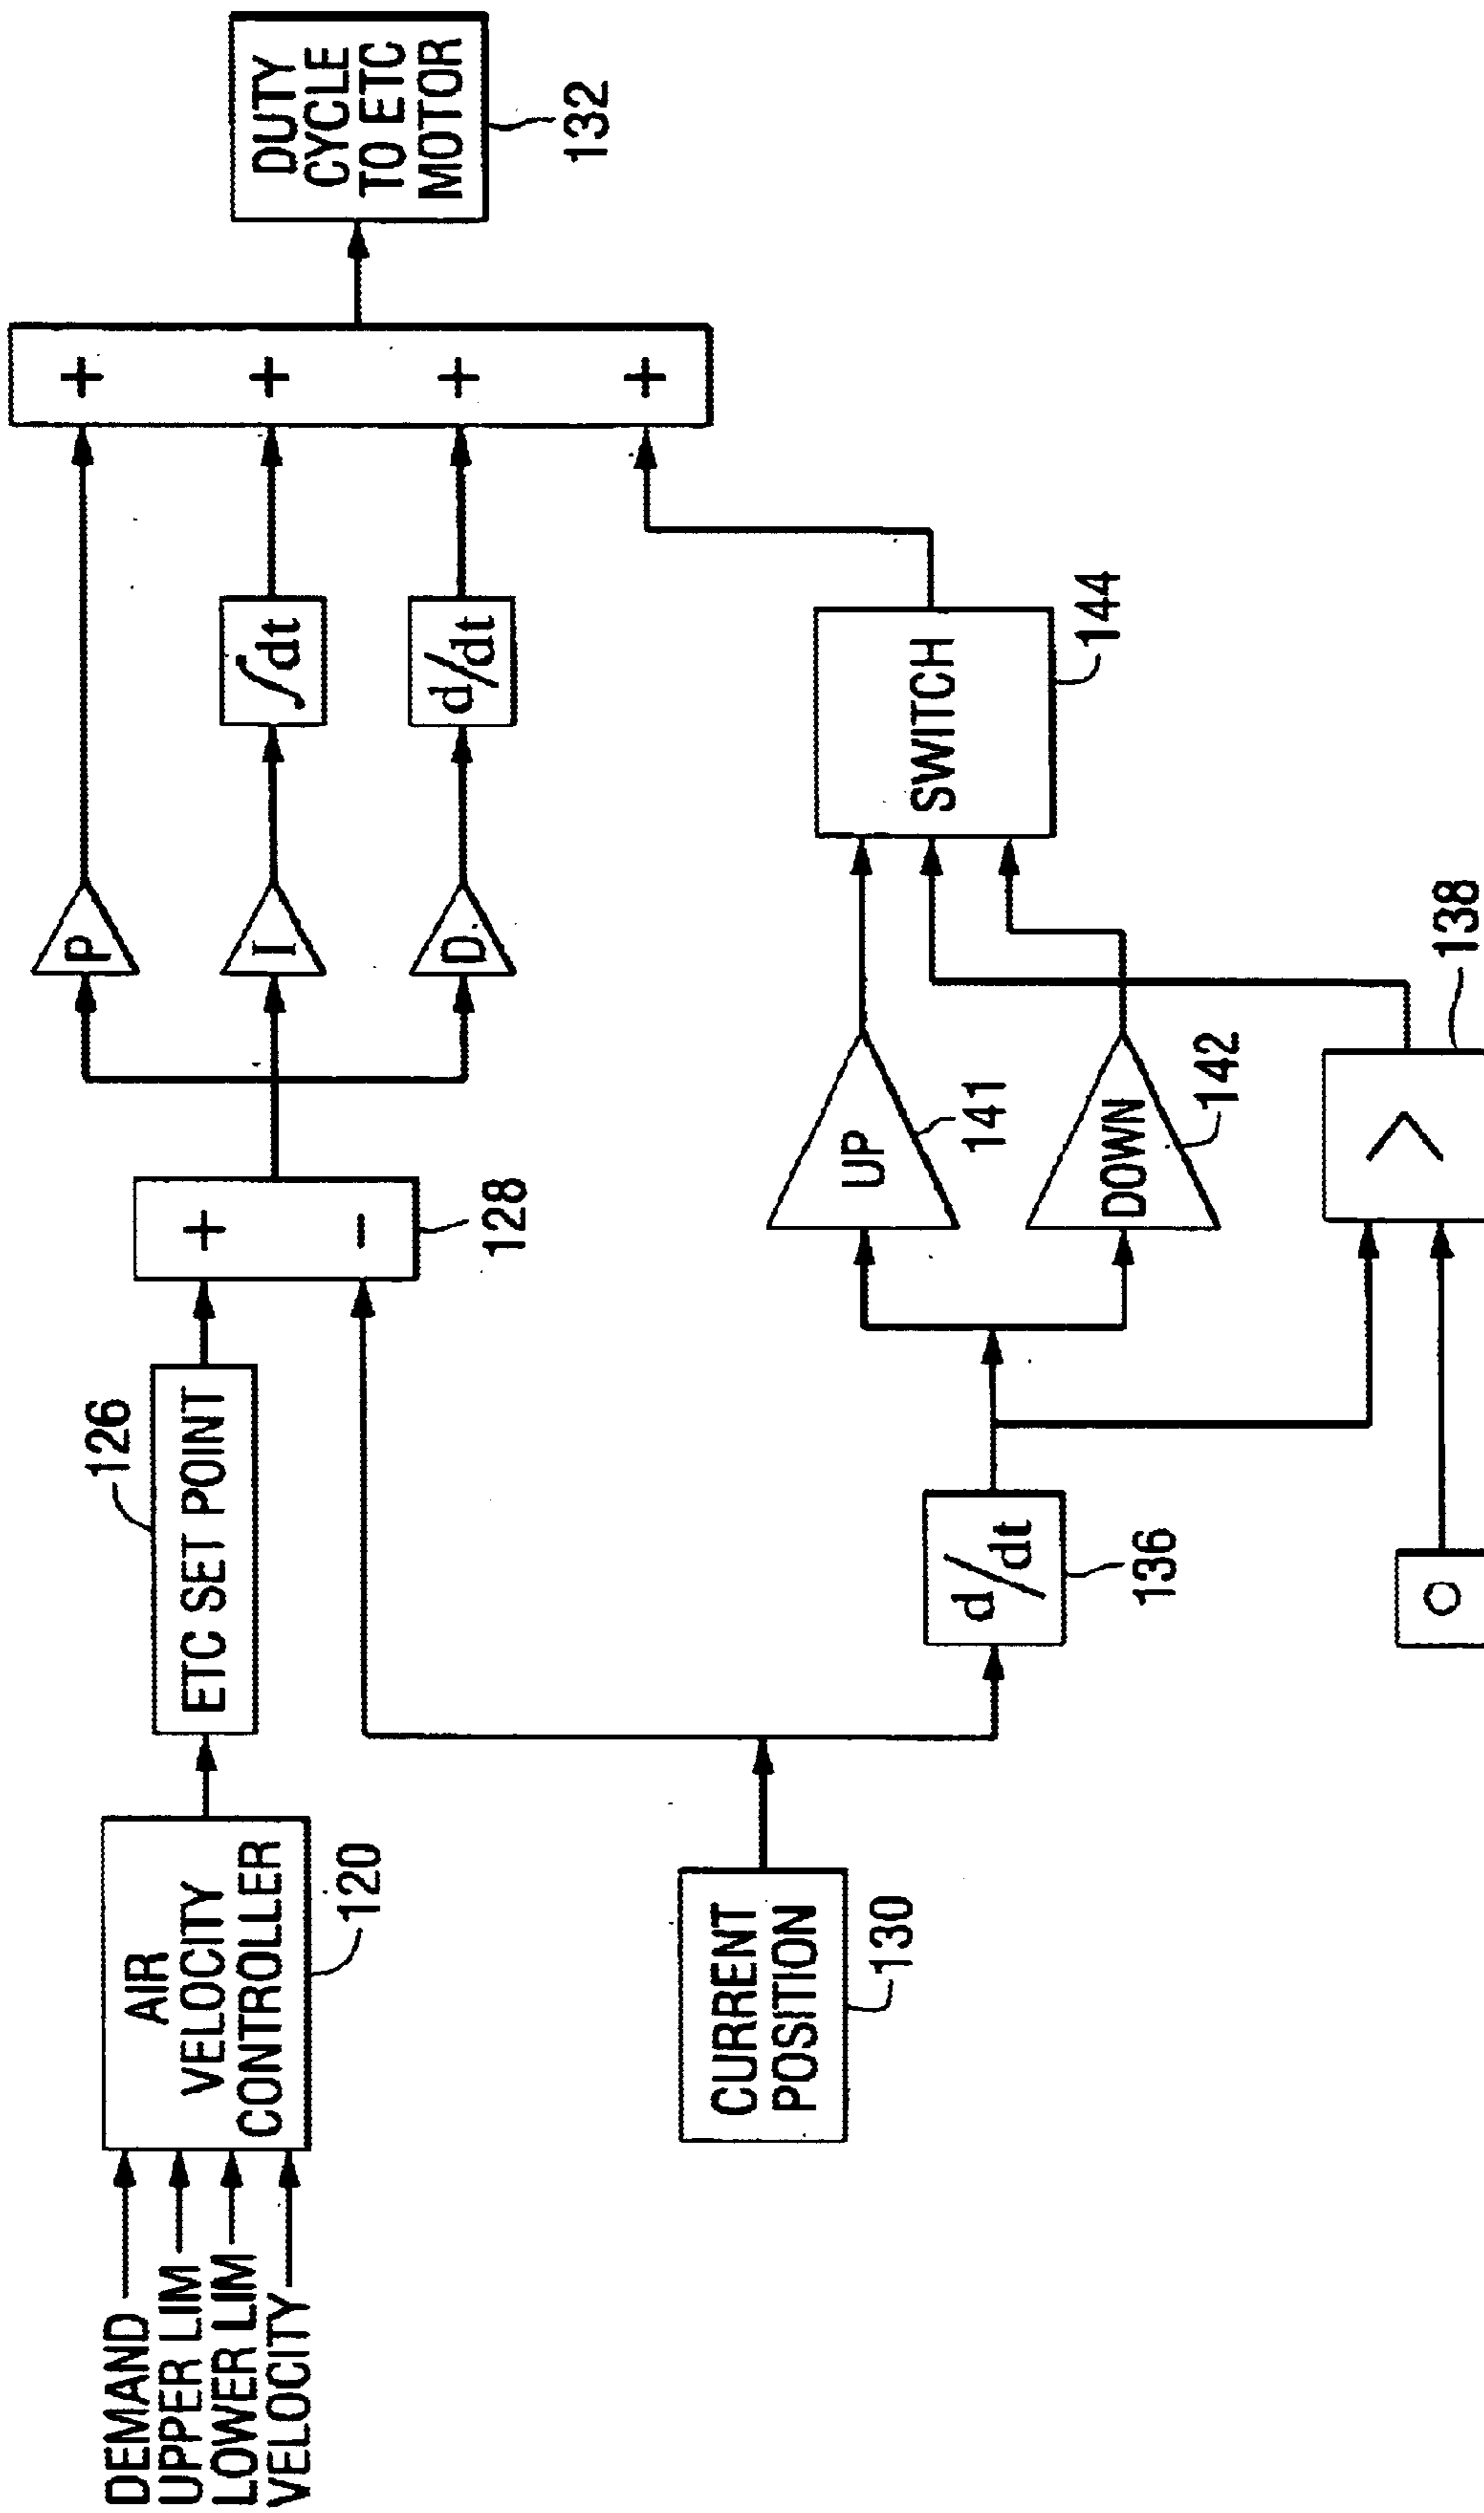 DEMAND
UPPER LIM
LOWER LIM
VELOCITY
AIR
VELOCITY
CONTROLLER
120
ETC SET POINT
126
+
−
128
P
I
D
∫dt
d/dt
+
+
+
+
DUTY
CYCLE
TO ETC
MOTOR
132
CURRENT
POSITION
130
d/dt
136
UP
141
DOWN
142
SWITCH
144
O
>
138